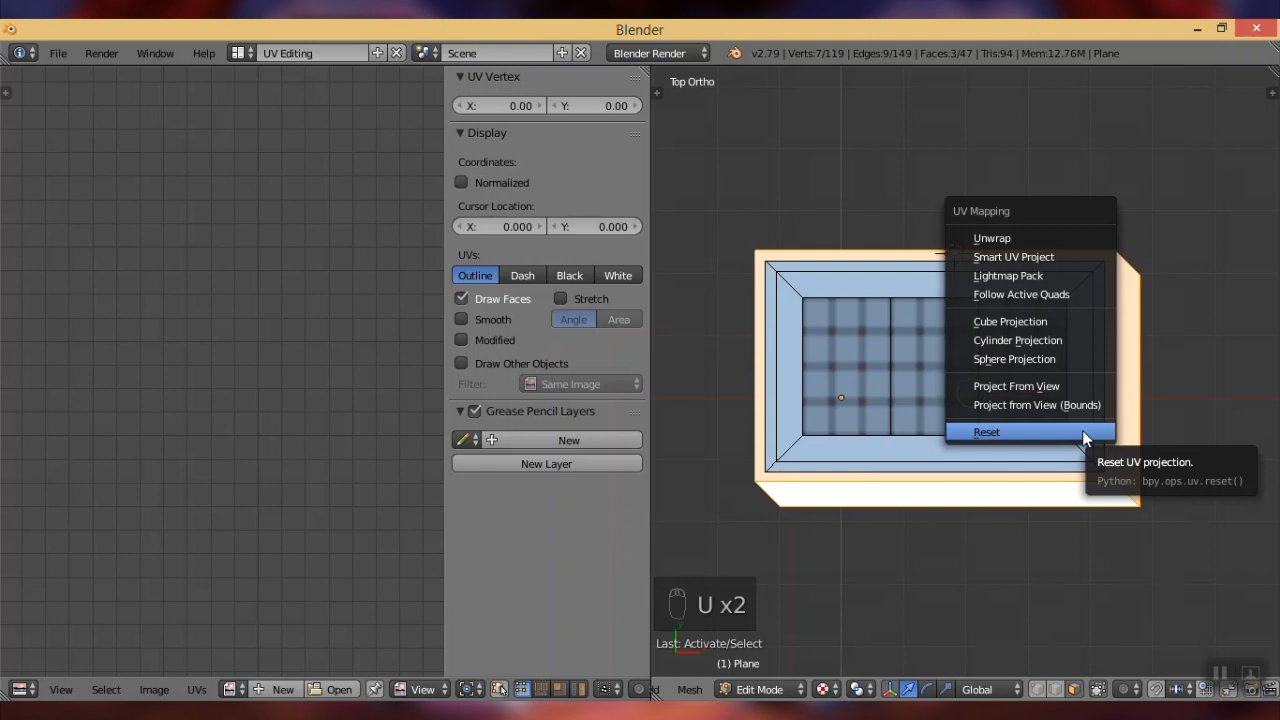 Blender
File Render Window Help UV Editing Scene Blender Render v2.79 | Verts:7/119 | Edges:9/149 | Faces:3/47 | Tris:94 | Mem:12.76M | Plane
UV Vertex
X: 0.00 Y: 0.00
Display
Coordinates:
Normalized
Cursor Location:
X: 0.000 Y: 0.000
UVs:
Outline Dash Black White
Draw Faces Stretch
Smooth Angle Area
Modified
Draw Other Objects
Filter: Same Image
Grease Pencil Layers
New
New Layer
Top Ortho
UV Mapping
Unwrap
Smart UV Project
Lightmap Pack
Follow Active Quads
Cube Projection
Cylinder Projection
Sphere Projection
Project From View
Project from View (Bounds)
Reset
Reset UV projection.
Python: bpy.ops.uv.reset()
U x2
y
Last: Activate/Select
(1) Plane
View Select Image UVs New Open View Mesh Edit Mode Global